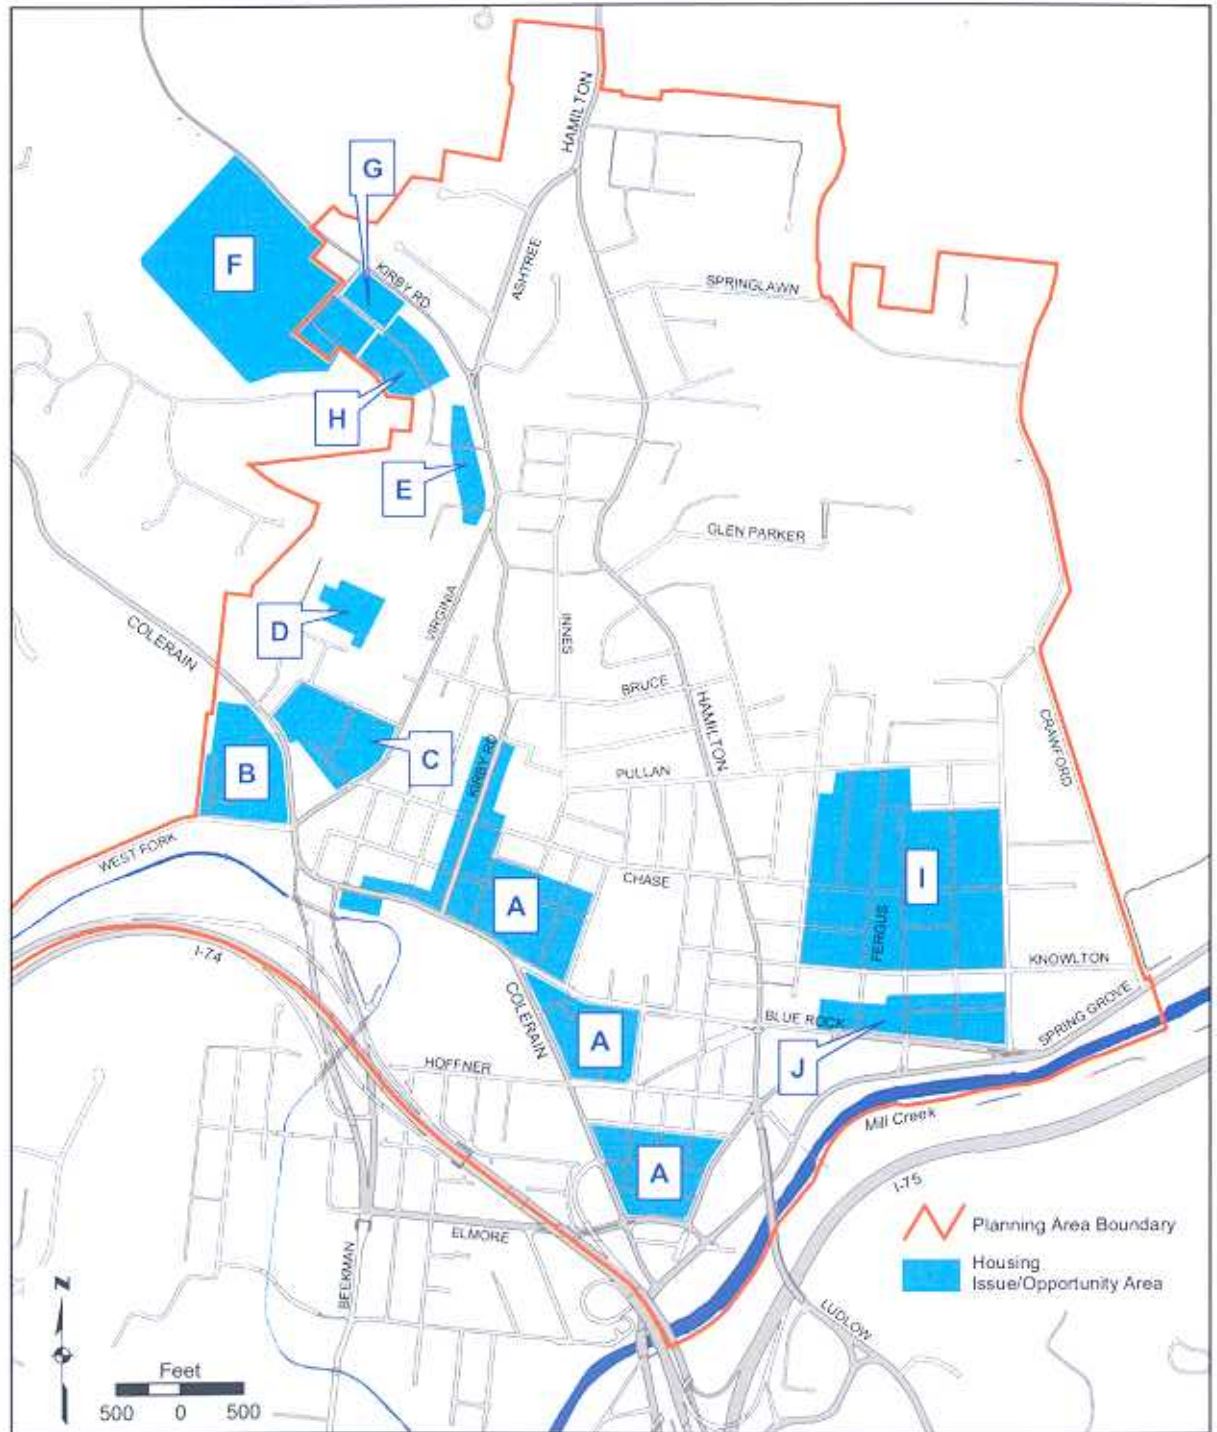 HAMILTON
G
F
KIRBY RD
ASHTREE
SPRINGLAWN
H
E
GLEN PARKER
D
VIRGINIA
INNES
COLERAIN
BRUCE
HAMILTON
CRAWFORD
C
B
KIRBY RD
PULLAN
WEST FORK
CHASE
I
A
FERGUS
I-74
KNOWLTON
COLERAIN
BLUE ROCK
SPRING GROVE
A
HOFFNER
J
Mill Creek
A
I-75
ELMORE
Planning Area Boundary
BEEKMAN
Housing
Issue/Opportunity Area
N
LUDLOW
Feet
500 0 500